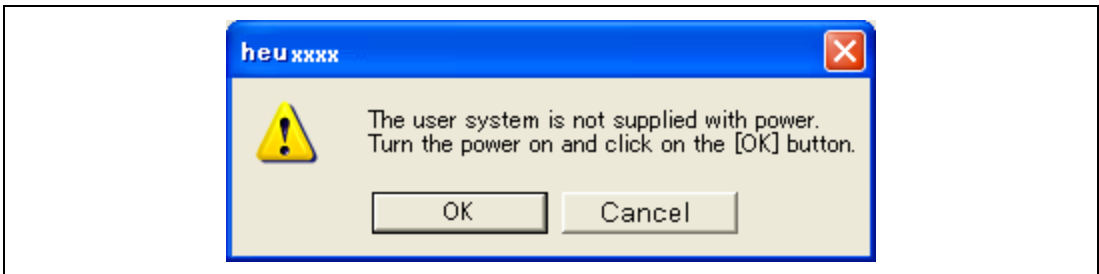 heuxxxx
The user system is not supplied with power.
Turn the power on and click on the [OK] button.
OK Cancel